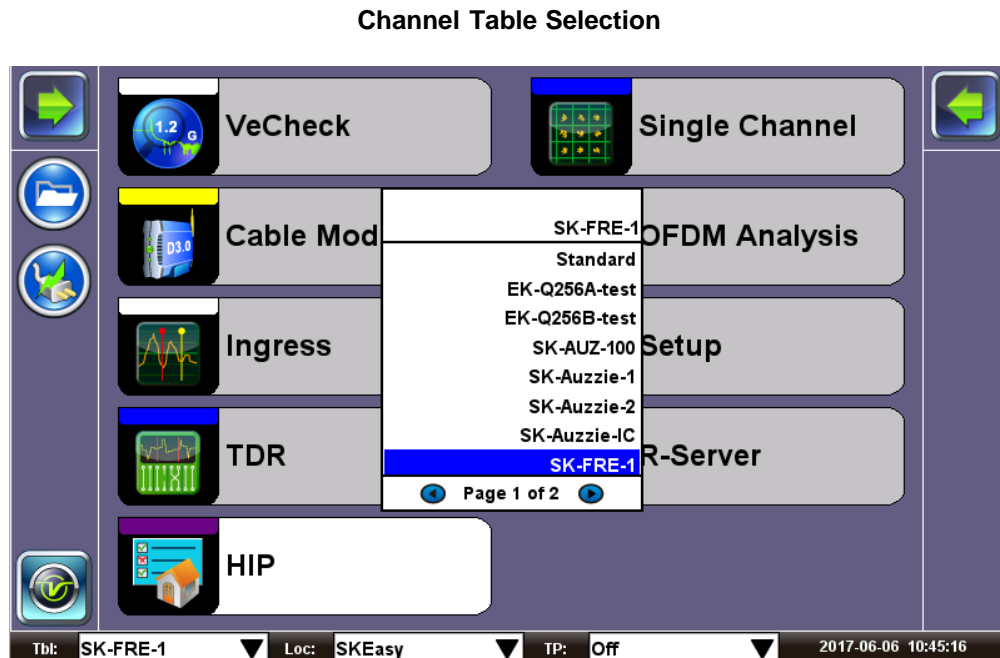 Channel Table Selection
VeCheck
Single Channel
1.2 G
Cable Mod
OFDM Analysis
D3.0
Ingress
Setup
TDR
R-Server
HIP
SK-FRE-1
Standard
EK-Q256A-test
EK-Q256B-test
SK-AUZ-100
SK-Auzzie-1
SK-Auzzie-2
SK-Auzzie-IC
SK-FRE-1
Page 1 of 2
Tbl: SK-FRE-1 Loc: SKEasy TP: Off 2017-06-06 10:45:16